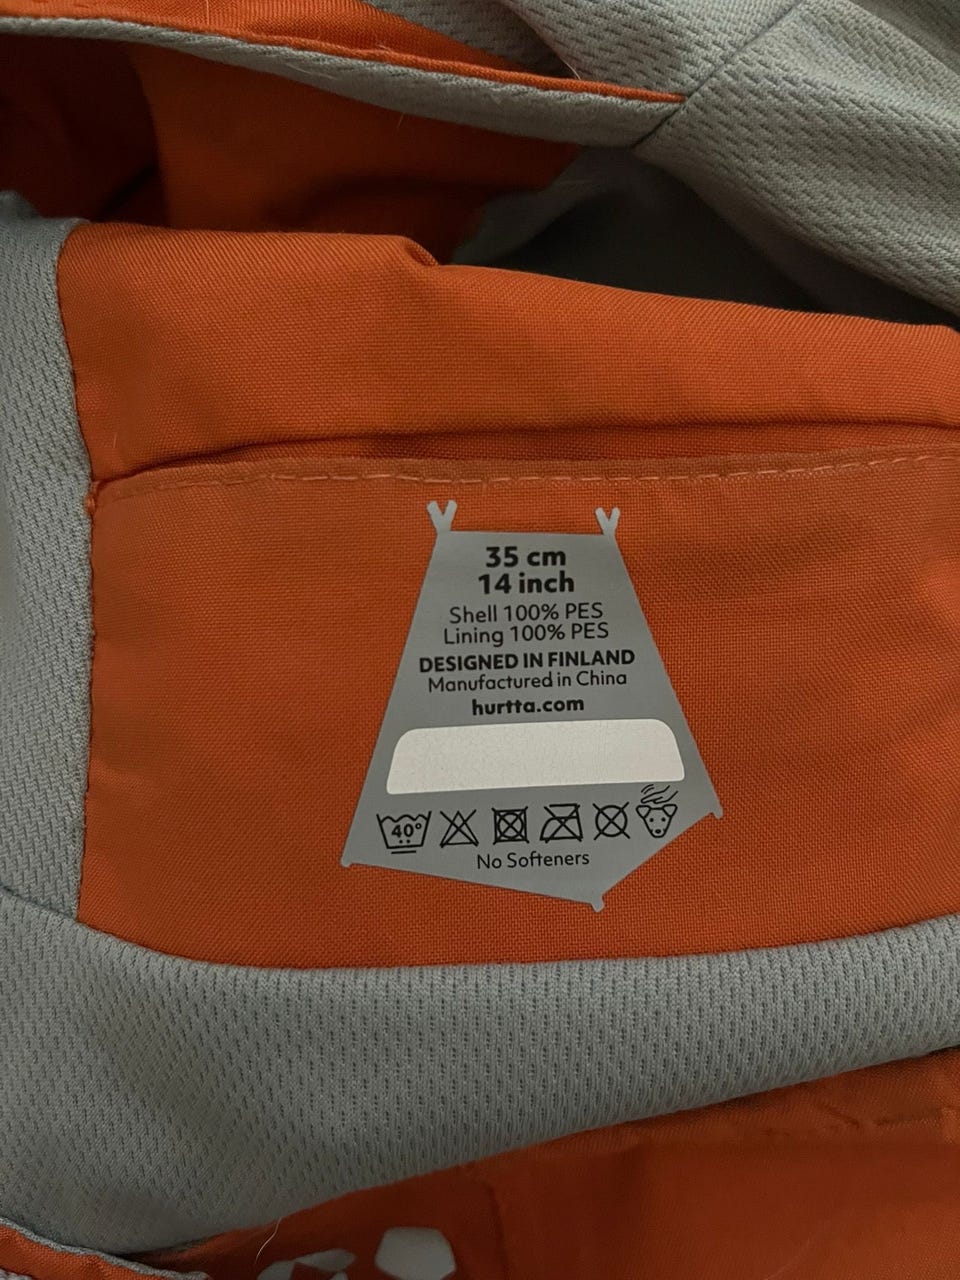 35 cm
14 inch
Shell 100% PES
Lining 100% PES
DESIGNED IN FINLAND
Manufactured in China
hurtta.com
40°
No Softeners